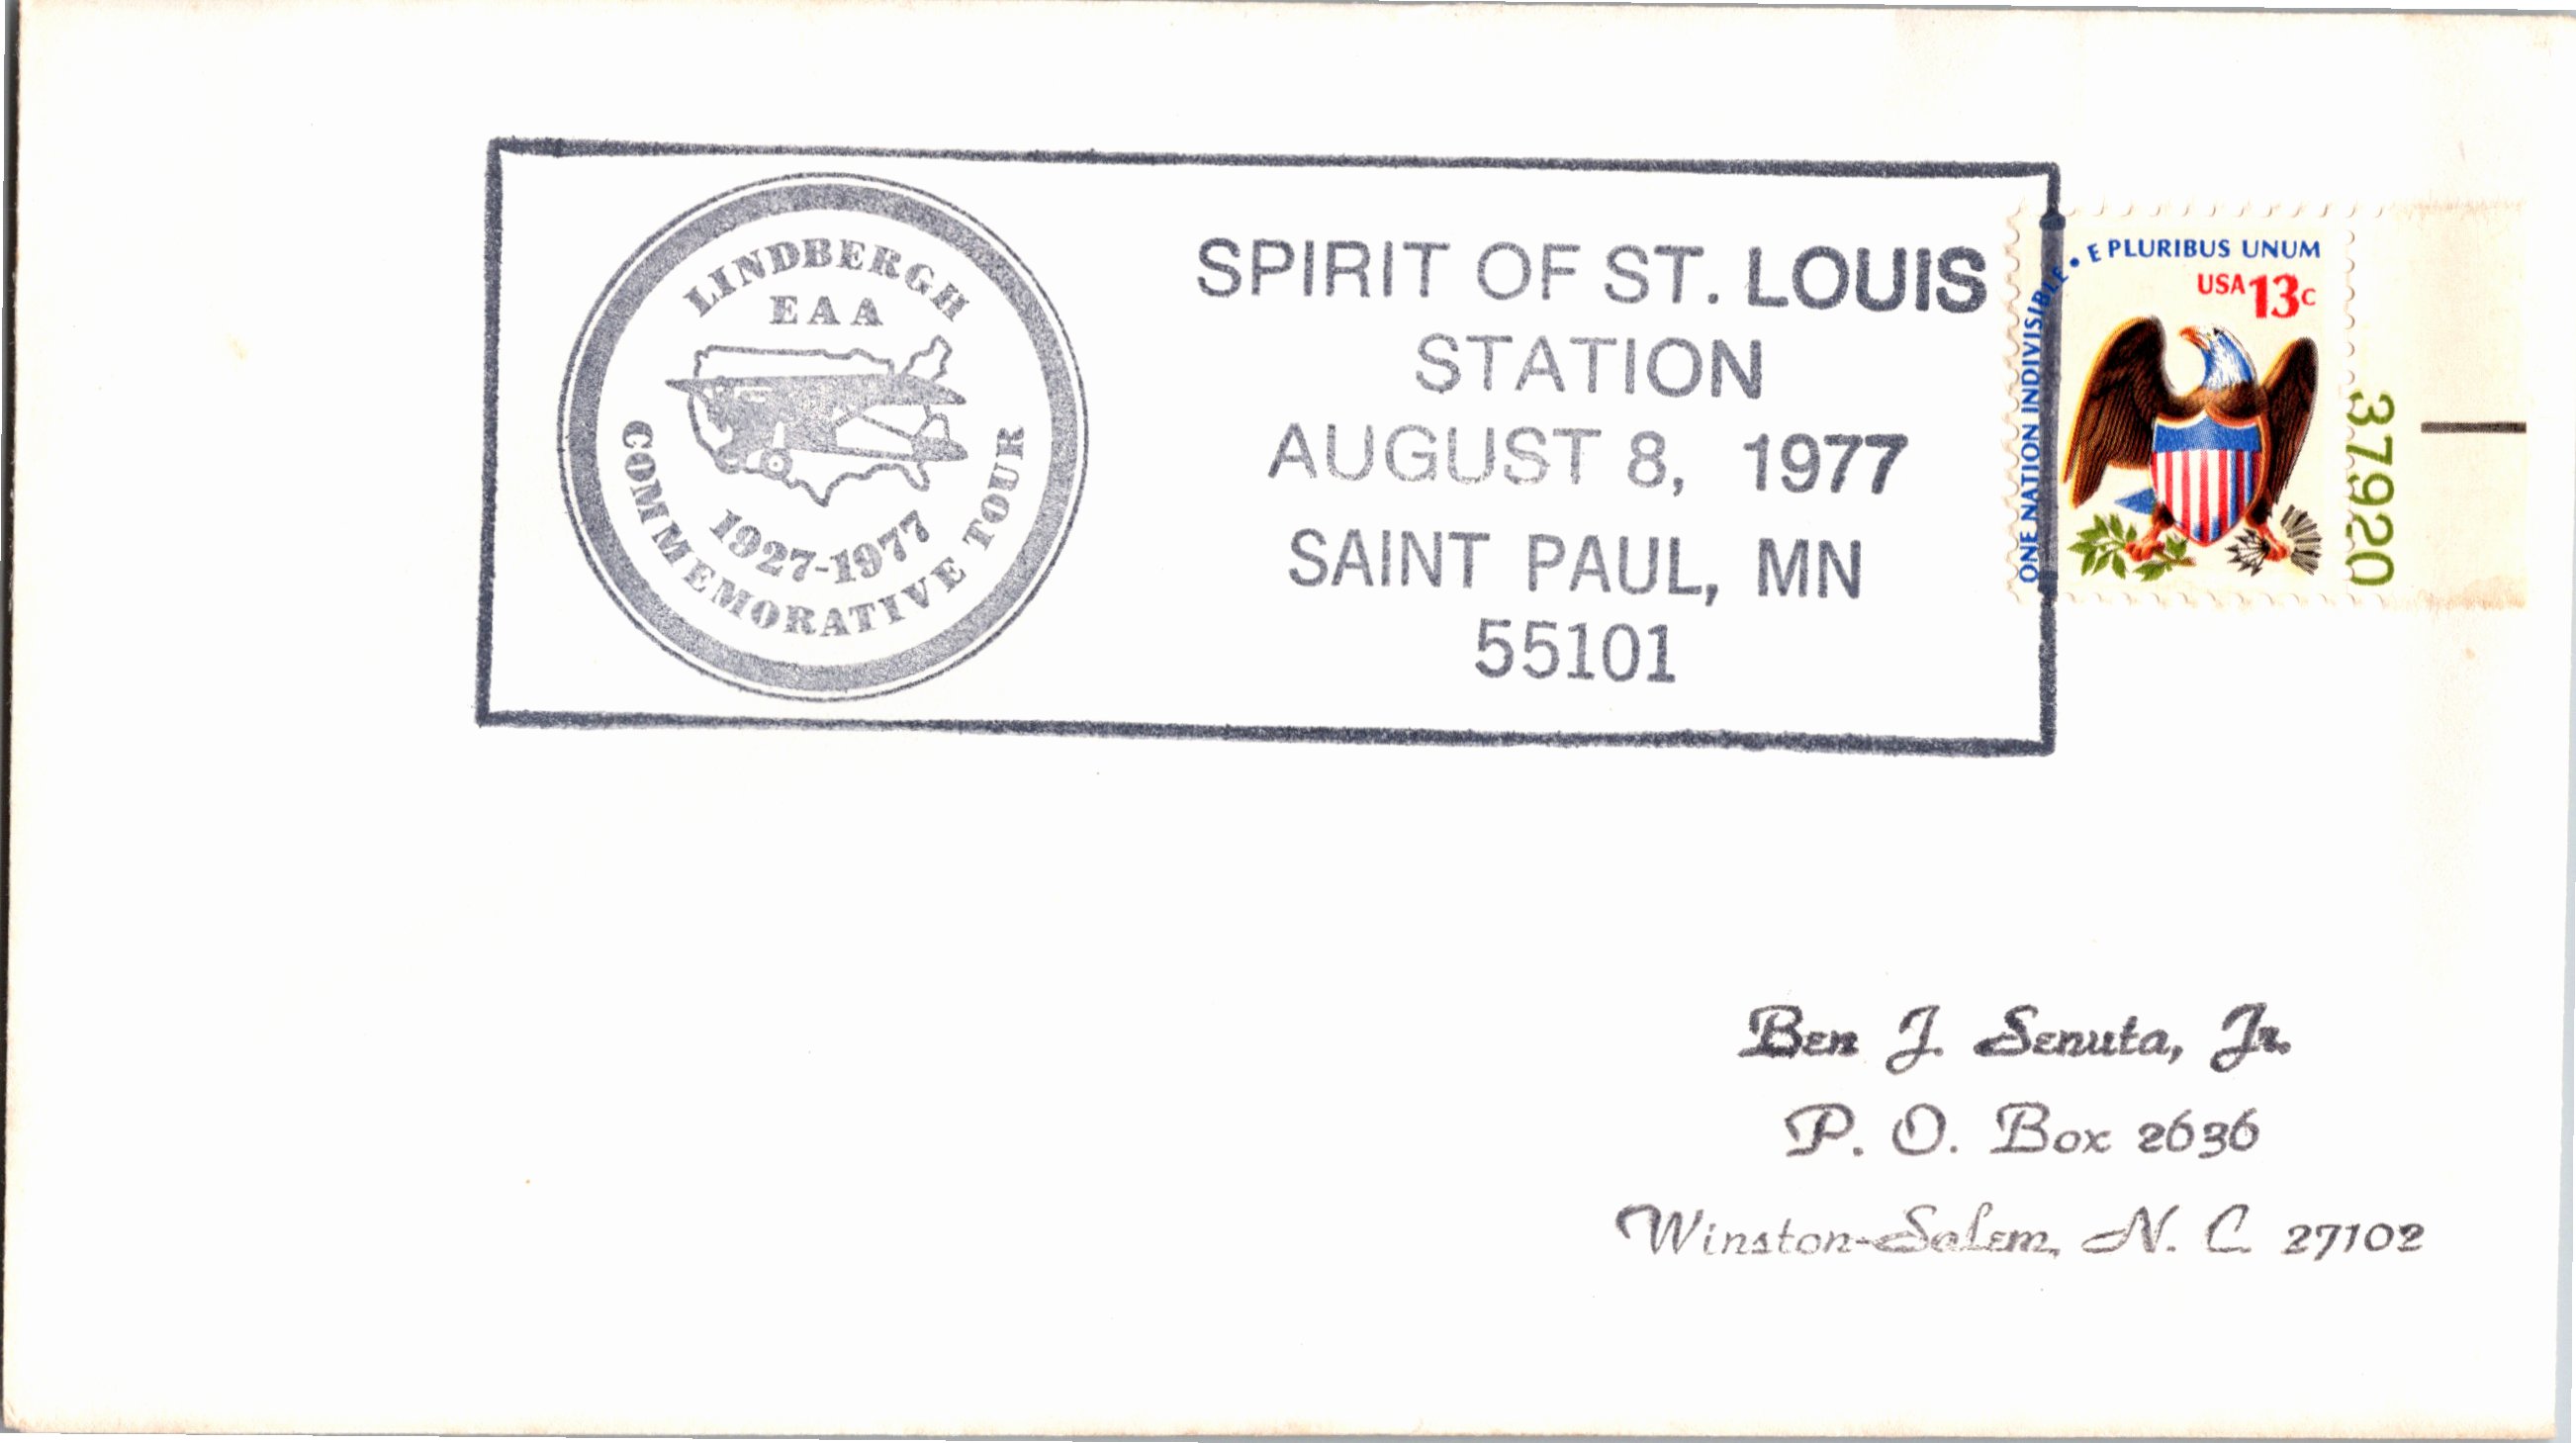 LINDBERGH
EAA
1927-1977
COMMEMORATIVE TOUR
SPIRIT OF ST. LOUIS
STATION
AUGUST 8, 1977
SAINT PAUL, MN
55101
ONE NATION INDIVISIBLE • E PLURIBUS UNUM
USA 13c
37920
Ben J. Senuta, Jr.
P. O. Box 2636
Winston-Salem, N. C. 27102